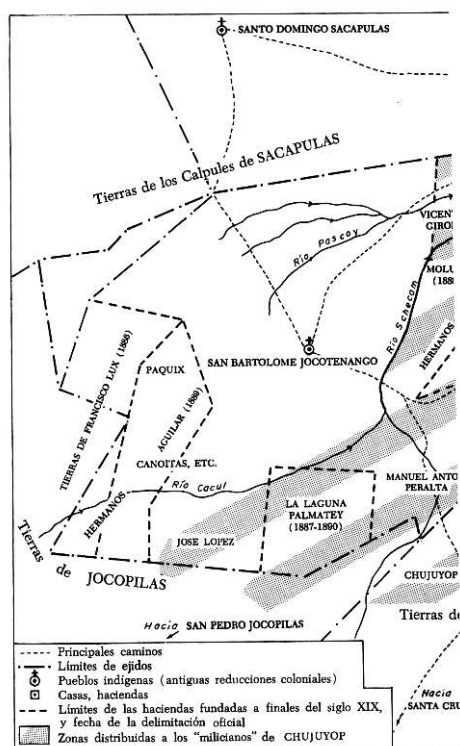 SANTO DOMINGO SACAPULAS
Tierras de los Calpules de SACAPULAS
Río Pascoy
SAN BARTOLOME JOCOTENANGO
Río Schecom
HERMANOS
TIERRAS DE FRANCISCO LUX (1886)
PAQUIX
HERMANOS
AGUILAR (1889)
CANOITAS, ETC.
Río Cacul
MANUEL ANTO
PERALTA
LA LAGUNA
PALMATEY
(1887-1890)
JOSE LOPEZ
Tierras
de JOCOPILAS
CHUJUYOP
Tierras de
Hacia SAN PEDRO JOCOPILAS
Hacia
SANTA CRU
Principales caminos
Límites de ejidos
Pueblos indígenas (antiguas reducciones coloniales)
Casas, haciendas
Límites de las haciendas fundadas a finales del siglo XIX,
y fecha de la delimitación oficial
Zonas distribuidas a los "milicianos" de CHUJUYOP